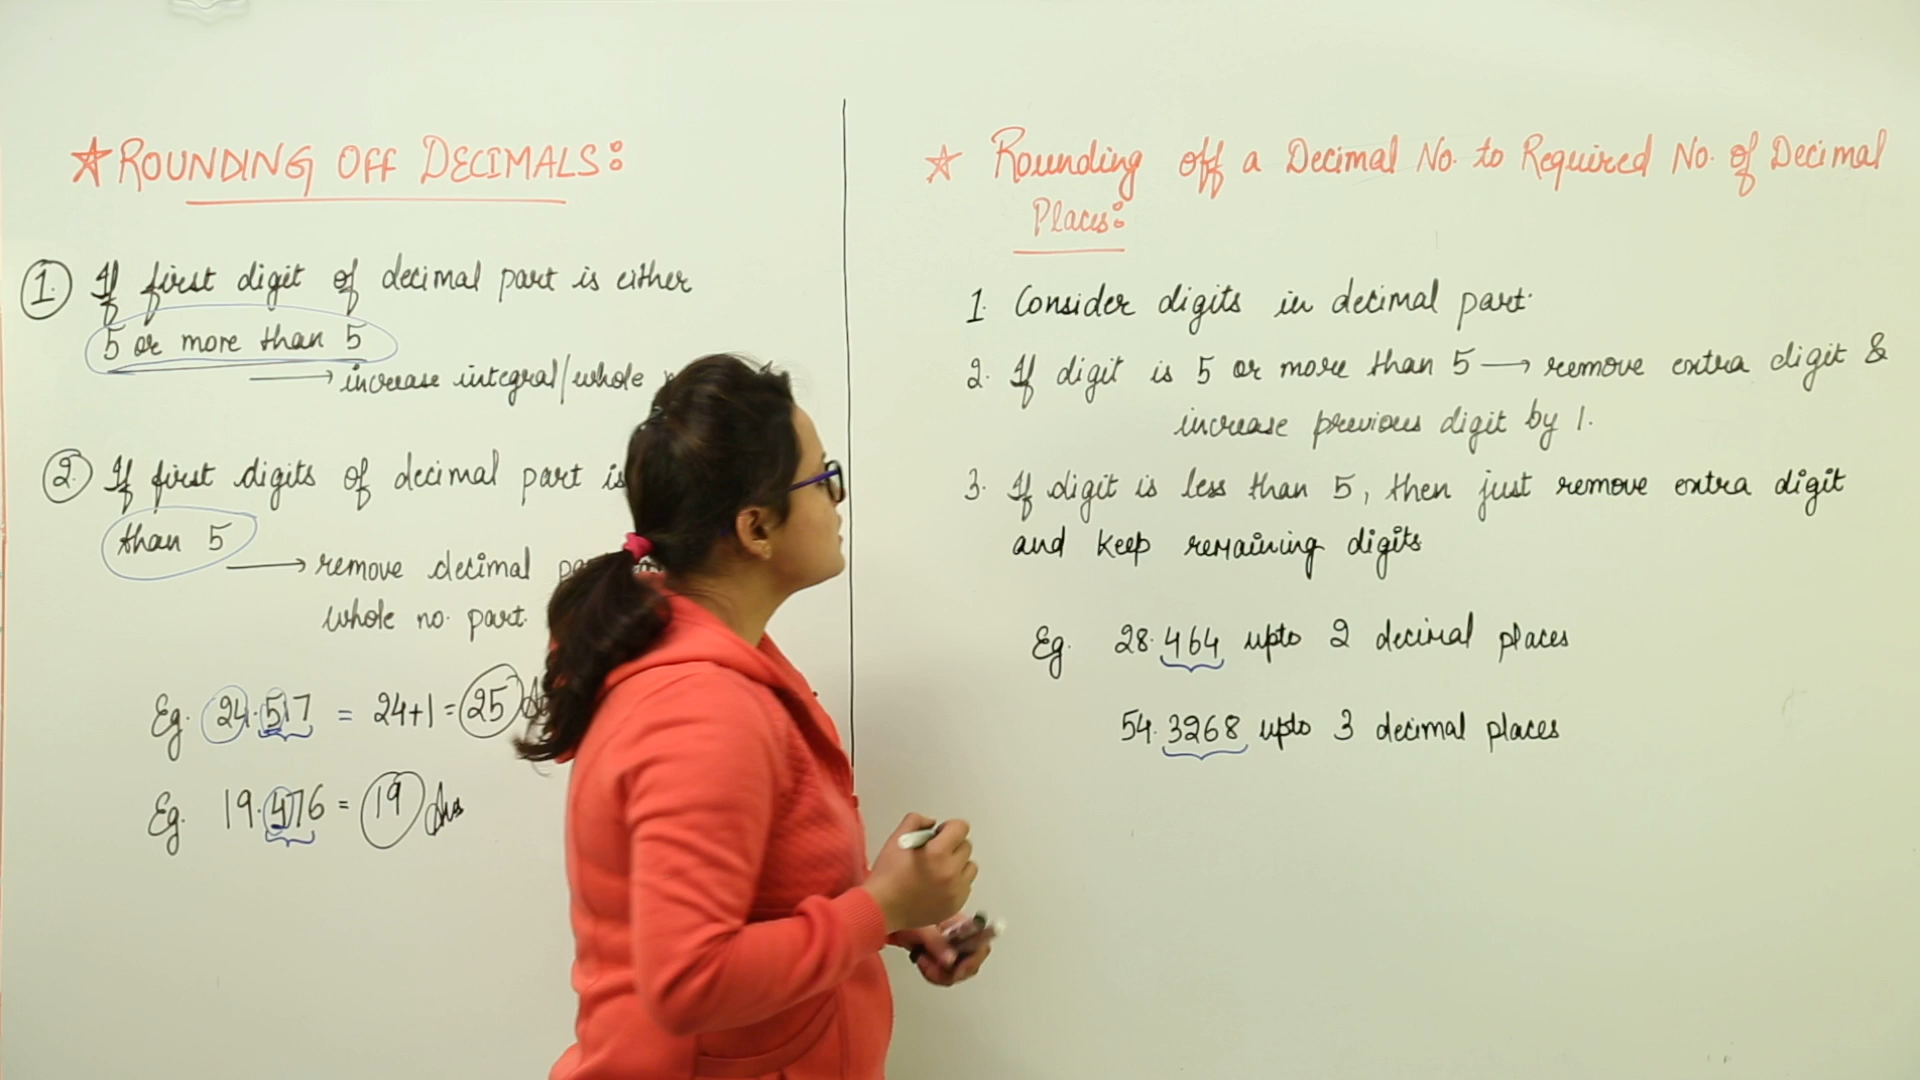 ☆ ROUNDING OFF DECIMALS:
1. If first digit of decimal part is either
5 or more than 5
→ increase integral/whole
2. If first digits of decimal part is
than 5
→ remove decimal
whole no. part.
Eg. 24.517 = 24+1 = 25
Eg. 19.476 = 19 Ans
☆ Rounding off a Decimal No. to Required No. of Decimal
Places:
1. Consider digits in decimal part.
2. If digit is 5 or more than 5 → remove extra digit &
increase previous digit by 1.
3. If digit is less than 5, then just remove extra digit
and keep remaining digits
Eg. 28.464 upto 2 decimal places
54.3268 upto 3 decimal places